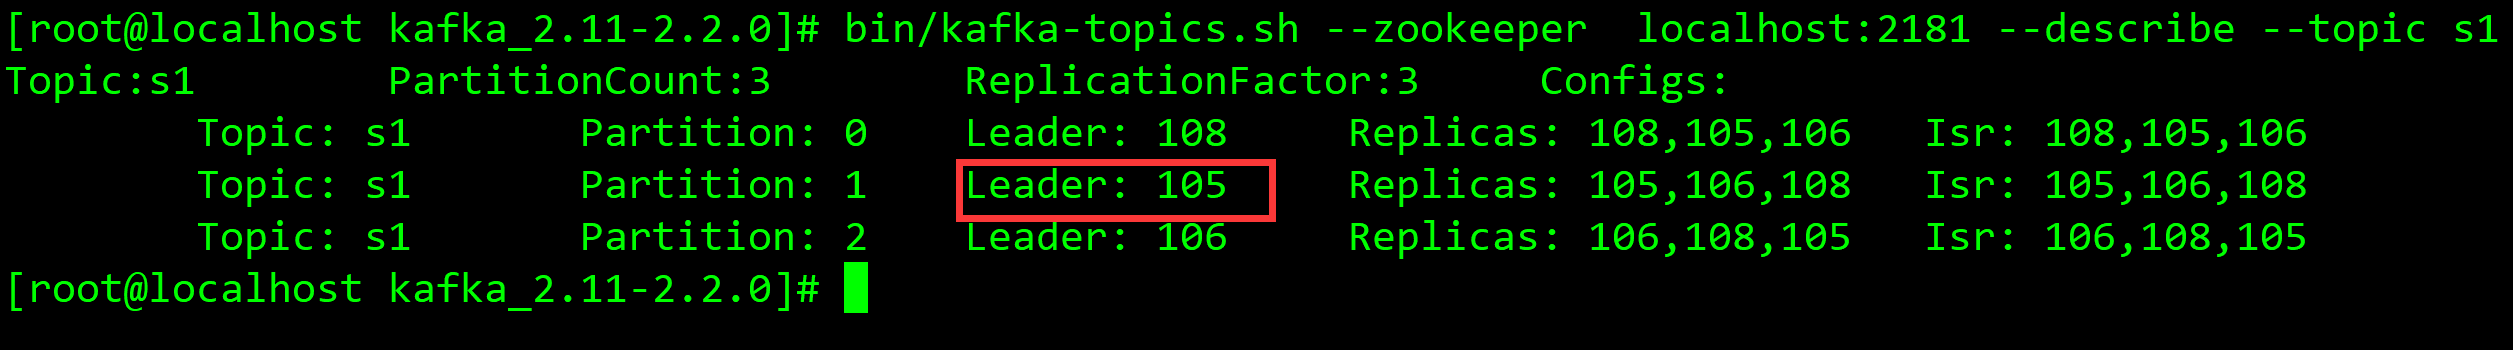 [root@localhost kafka_2.11-2.2.0]# bin/kafka-topics.sh --zookeeper  localhost:2181 --describe --topic s1
Topic:s1	PartitionCount:3	ReplicationFactor:3	Configs:
	Topic: s1	Partition: 0	Leader: 108	Replicas: 108,105,106	Isr: 108,105,106
	Topic: s1	Partition: 1	Leader: 105	Replicas: 105,106,108	Isr: 105,106,108
	Topic: s1	Partition: 2	Leader: 106	Replicas: 106,108,105	Isr: 106,108,105
[root@localhost kafka_2.11-2.2.0]#